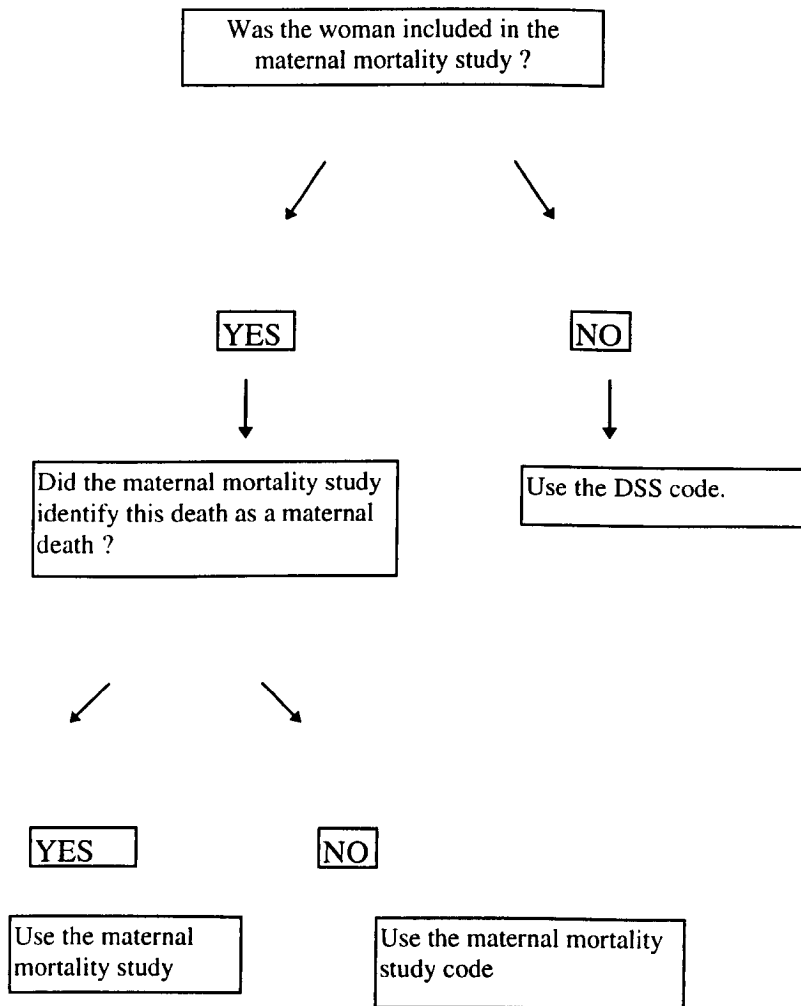 Was the woman included in the
maternal mortality study ?
YES
NO
Did the maternal mortality study
identify this death as a maternal
death ?
Use the DSS code.
YES
NO
Use the maternal
mortality study
Use the maternal mortality
study code